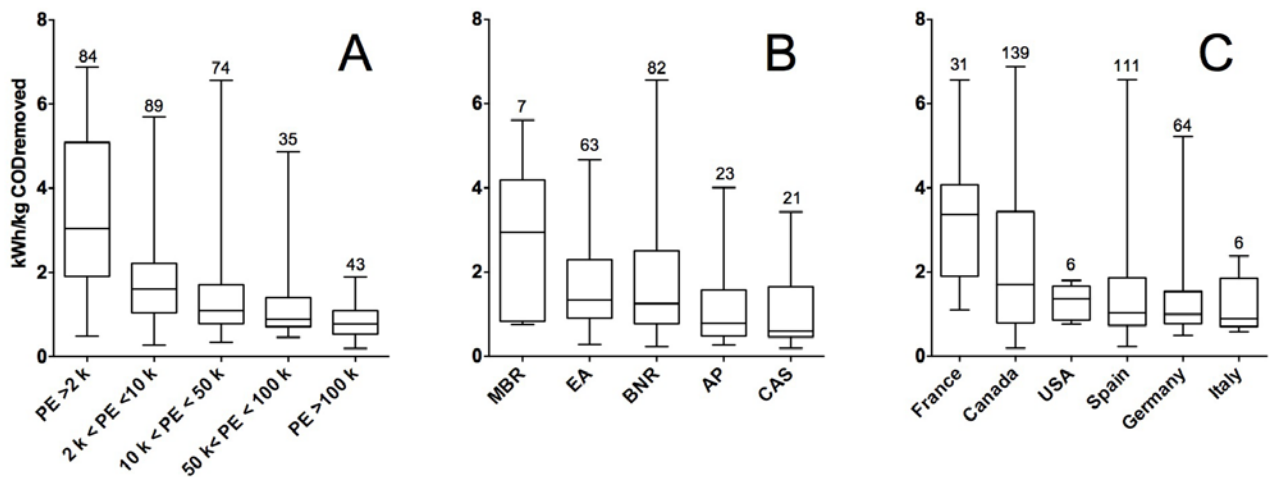 A
kWh/kg CODremoved
8
6
4
2
0
84
89
74
35
43
PE >2 k
2 k < PE <10 k
10 k < PE < 50 k
50 k< PE < 100 k
PE >100 k
B
8
6
4
2
0
7
63
82
23
21
MBR
EA
BNR
AP
CAS
C
8
6
4
2
0
31
139
6
111
64
6
France
Canada
USA
Spain
Germany
Italy